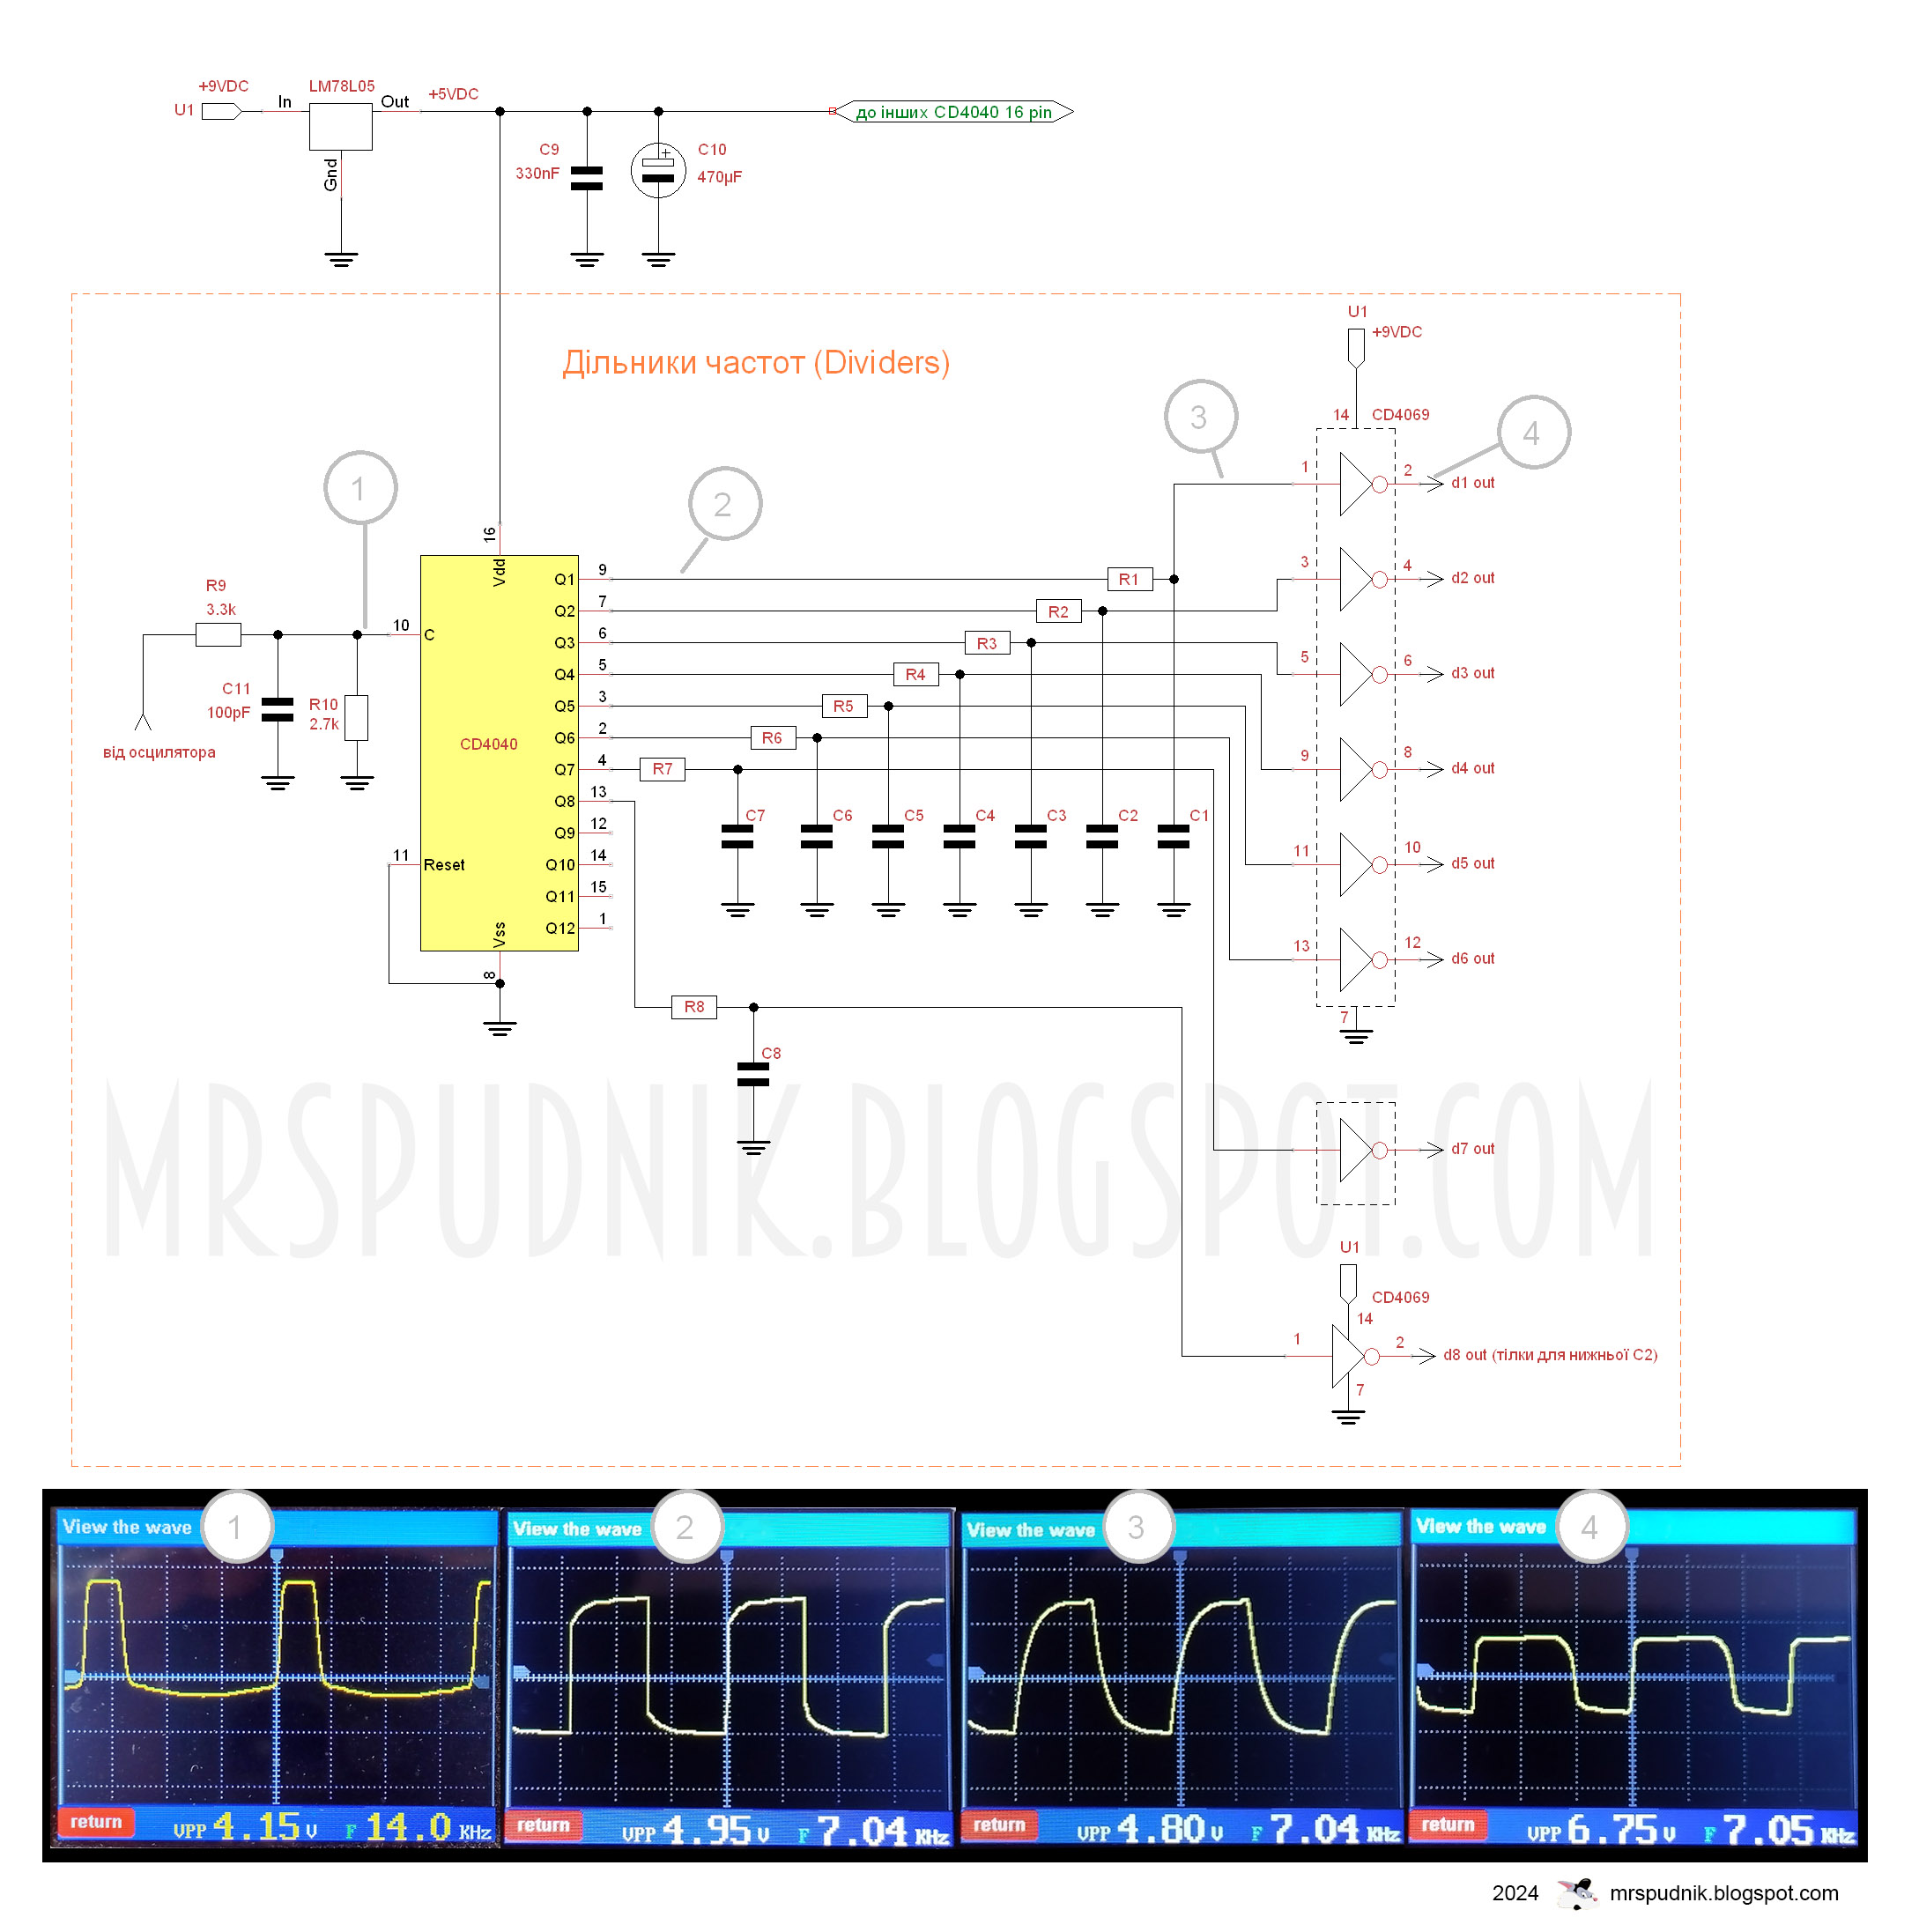 +9VDC
U1
In
LM78L05
Out
+5VDC
Gnd
C9
330nF
+
C10
470µF
до інших CD4040 16 pin
Дільники частот (Dividers)
U1
+9VDC
14
CD4069
1
2
3
4
R9
3.3k
C11
100pF
R10
2.7k
від осцилятора
10
C
11
Reset
16
Vdd
CD4040
Vss
8
Q1 9
Q2 7
Q3 6
Q4 5
Q5 3
Q6 2
Q7 4
Q8 13
Q9 12
Q10 14
Q11 15
Q12 1
R1
R2
R3
R4
R5
R6
R7
R8
C7
C6
C5
C4
C3
C2
C1
C8
1 2 d1 out
3 4 d2 out
5 6 d3 out
9 8 d4 out
11 10 d5 out
13 12 d6 out
7
d7 out
U1
CD4069
14
1 2 d8 out (тілки для нижньої C2)
7
MRSPUDNIK.BLOGSPOT.COM
View the wave 1
return VPP 4.15 V F 14.0 KHz
View the wave 2
return VPP 4.95 V F 7.04 KHz
View the wave 3
return VPP 4.80 V F 7.04 KHz
View the wave 4
return VPP 6.75 V F 7.05 KHz
2024 mrspudnik.blogspot.com